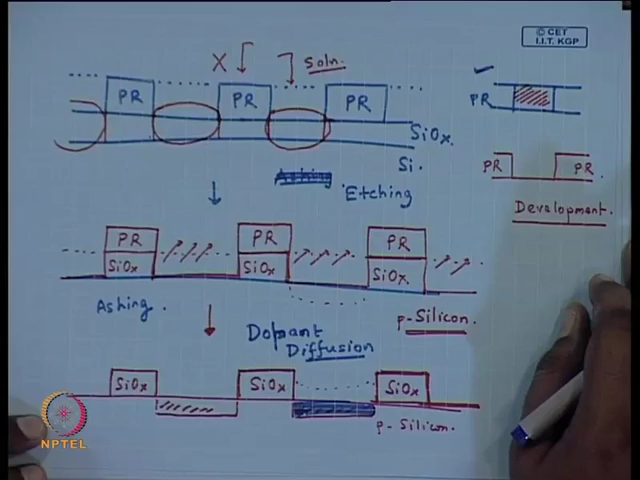 © CET
I.I.T. KGP
X Soln.
PR PR PR
SiOx.
Si.
PR
PR PR.
Development.
Etching
PR PR PR
SiOx SiOx SiOx
Ashing.
p-Silicon.
Dopant
Diffusion
SiOx SiOx SiOx
p-Silicon.
NPTEL